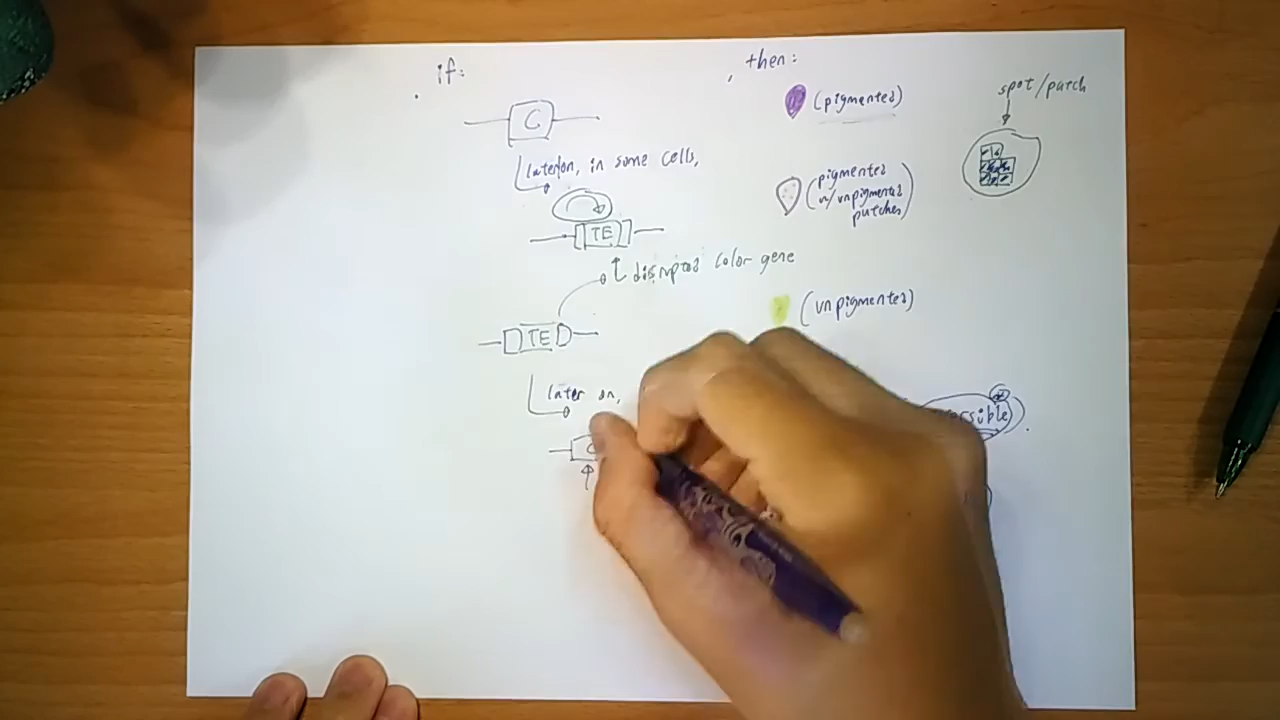 if:
then:
C
(pigmented)
spot/patch
later on, in some cells,
pigmented
w/unpigmented
patches
TE
disrupted color gene
(unpigmented)
TE
later on,